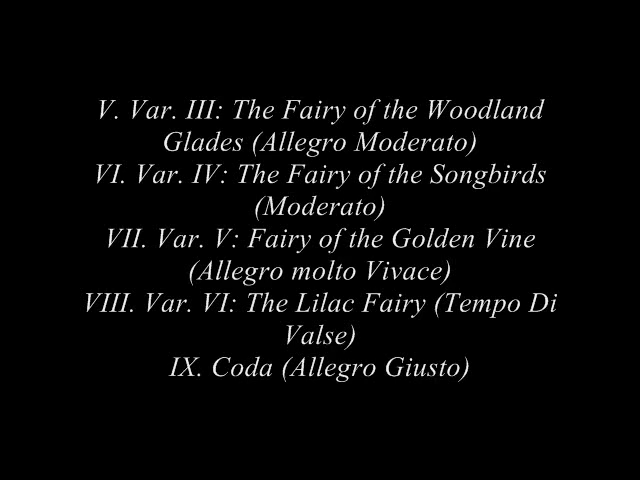 V. Var. III: The Fairy of the Woodland
Glades (Allegro Moderato)
VI. Var. IV: The Fairy of the Songbirds
(Moderato)
VII. Var. V: Fairy of the Golden Vine
(Allegro molto Vivace)
VIII. Var. VI: The Lilac Fairy (Tempo Di
Valse)
IX. Coda (Allegro Giusto)